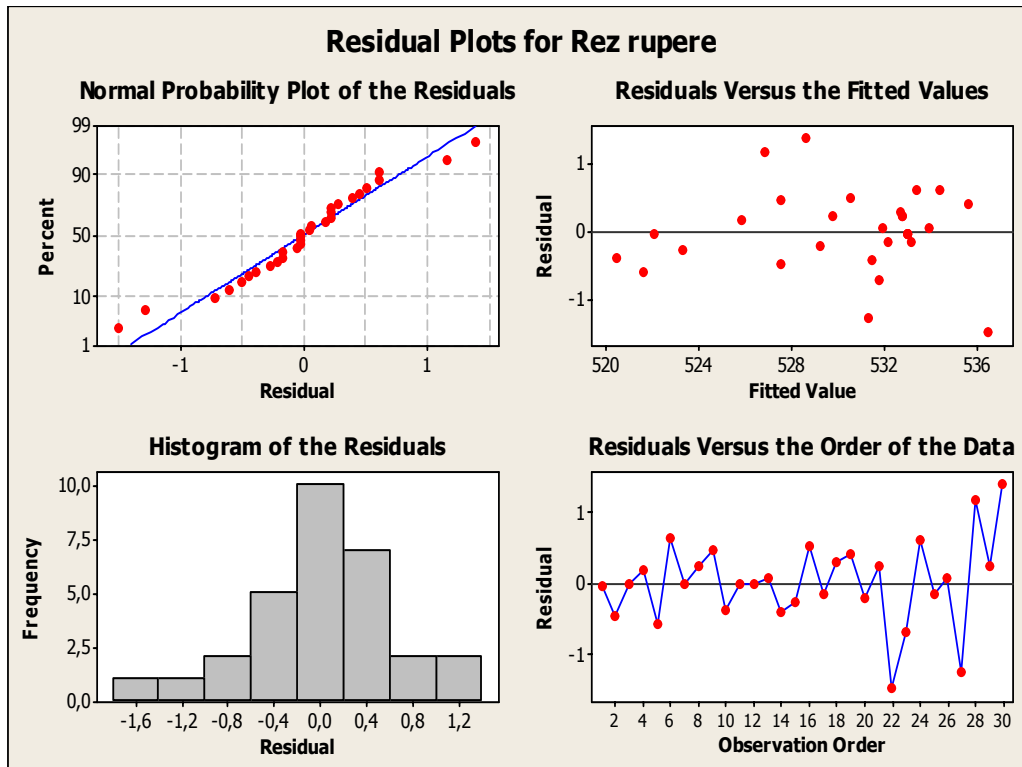 Residual Plots for Rez rupere
Normal Probability Plot of the Residuals
99
90
50
10
1
Percent
-1 0 1
Residual
Residuals Versus the Fitted Values
1
0
-1
Residual
520 524 528 532 536
Fitted Value
Histogram of the Residuals
10,0
7,5
5,0
2,5
0,0
Frequency
-1,6 -1,2 -0,8 -0,4 0,0 0,4 0,8 1,2
Residual
Residuals Versus the Order of the Data
1
0
-1
Residual
2 4 6 8 10 12 14 16 18 20 22 24 26 28 30
Observation Order